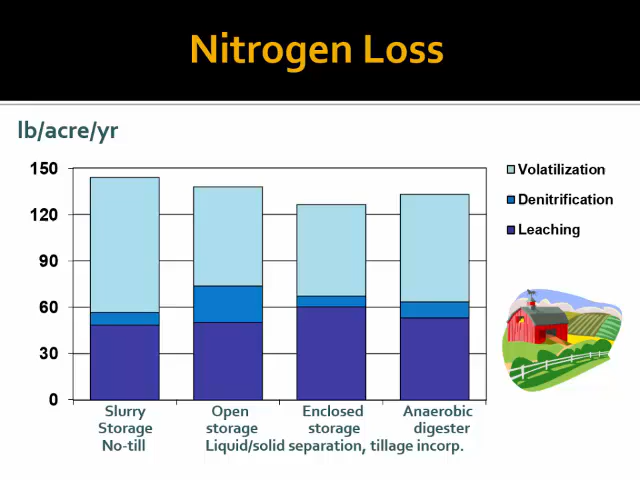 Nitrogen Loss
lb/acre/yr
150
120
90
60
30
0
Volatilization
Denitrification
Leaching
Slurry Storage No-till
Open storage
Enclosed storage
Anaerobic digester
Liquid/solid separation, tillage incorp.